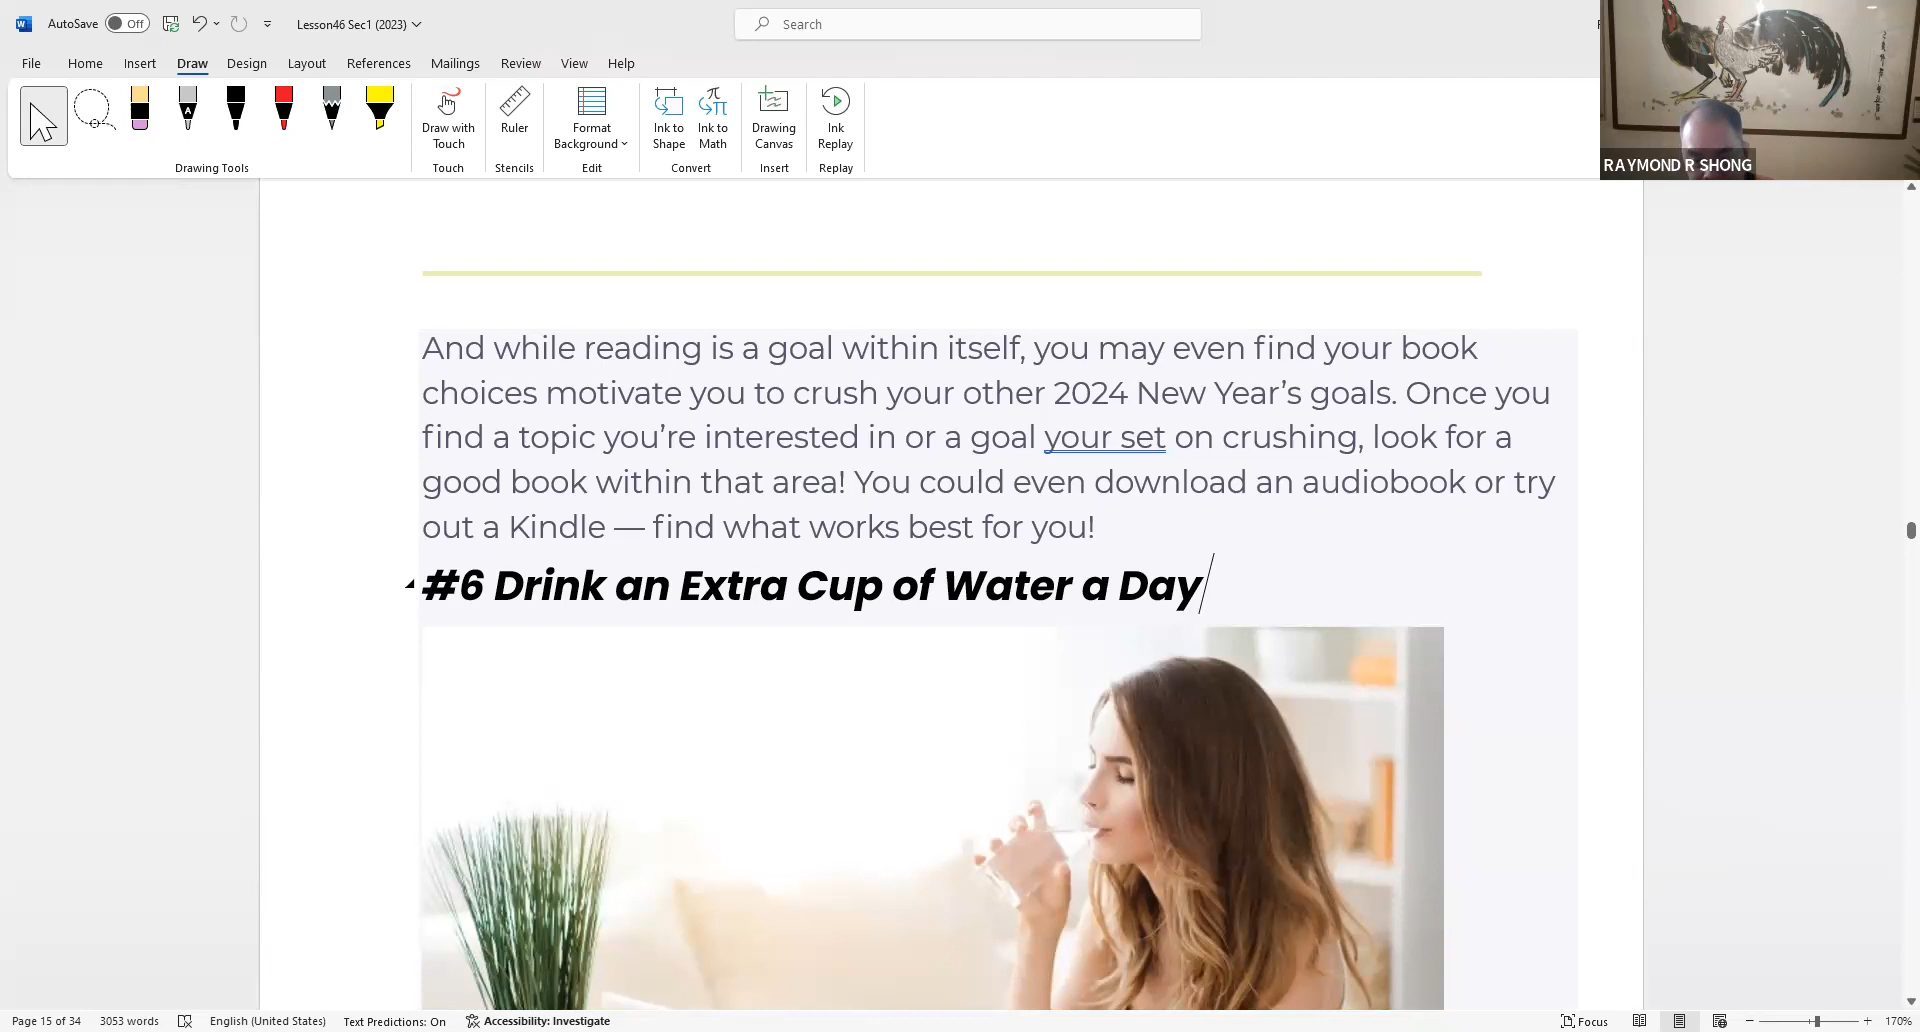 AutoSave Off Lesson46 Sec1 (2023) Search
File Home Insert Draw Design Layout References Mailings Review View Help
A
Draw with Touch
Ruler
Format Background
Ink to Shape
Ink to Math
Drawing Canvas
Ink Replay
Drawing Tools Touch Stencils Edit Convert Insert Replay
RAYMOND R SHONG
And while reading is a goal within itself, you may even find your book
choices motivate you to crush your other 2024 New Year’s goals. Once you
find a topic you’re interested in or a goal your set on crushing, look for a
good book within that area! You could even download an audiobook or try
out a Kindle — find what works best for you!
#6 Drink an Extra Cup of Water a Day
Page 15 of 34 3053 words English (United States) Text Predictions: On Accessibility: Investigate Focus 170%